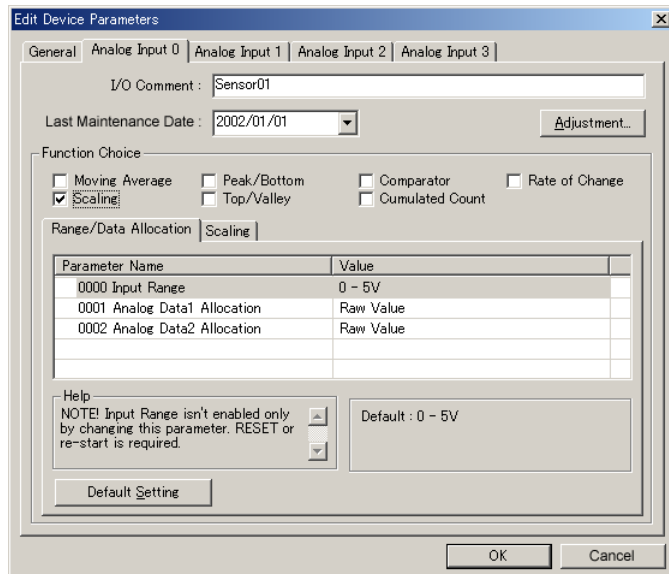 Edit Device Parameters
General Analog Input 0 Analog Input 1 Analog Input 2 Analog Input 3
I/O Comment : Sensor01
Last Maintenance Date : 2002/01/01 Adjustment...
Function Choice
Moving Average Peak/Bottom Comparator Rate of Change
Scaling Top/Valley Cumulated Count
Range/Data Allocation Scaling
Parameter Name Value
0000 Input Range 0 - 5V
0001 Analog Data1 Allocation Raw Value
0002 Analog Data2 Allocation Raw Value
Help
NOTE! Input Range isn't enabled only
by changing this parameter. RESET or
re-start is required.
Default : 0 - 5V
Default Setting
OK Cancel